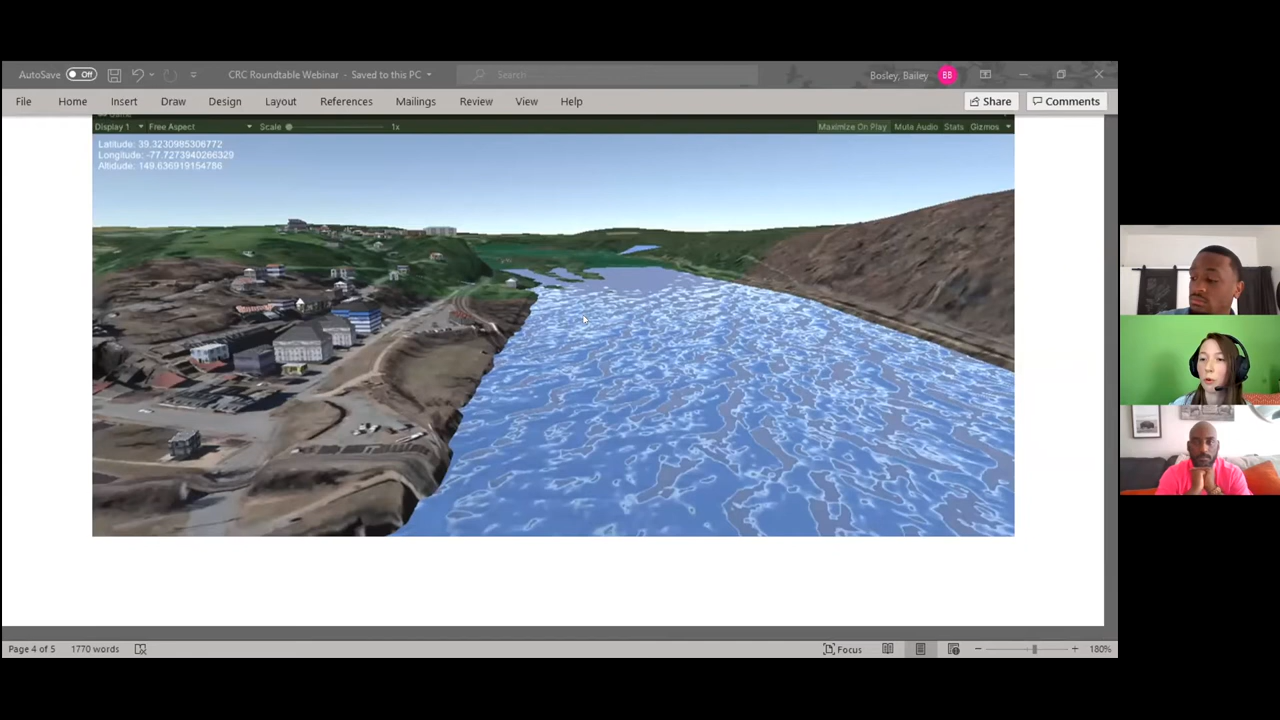 AutoSave Off CRC Roundtable Webinar - Saved to this PC Search Bosley, Bailey BB
File Home Insert Draw Design Layout References Mailings Review View Help Share Comments
Display 1 Free Aspect Scale 1x Maximize On Play Mute Audio Stats Gizmos
Latitude: 39.3230985306772
Longitude: -77.7273940266329
Altidude: 149.636919154786
Page 4 of 5 1770 words Focus 180%